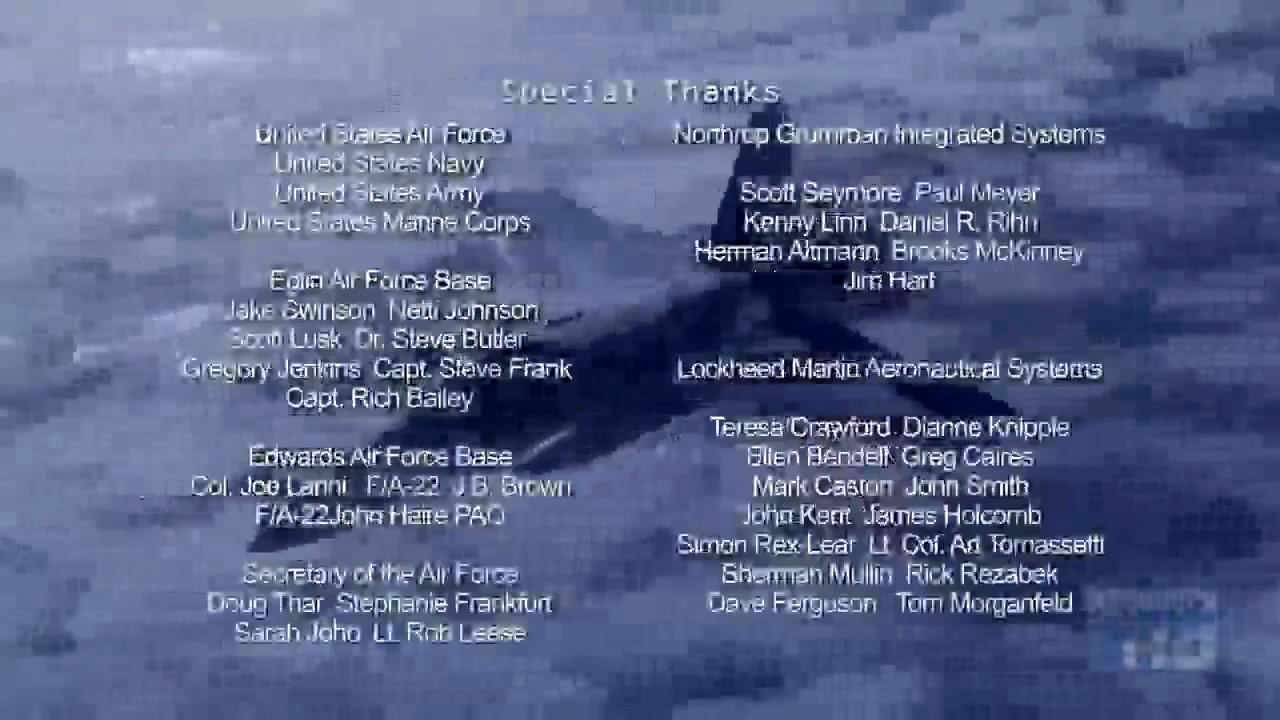 Special Thanks
United States Air Force
United States Navy
United States Army
United States Marine Corps
Eglin Air Force Base
Jake Swinson Netti Johnson
Scott Lusk Dr. Steve Butler
Gregory Jenkins Capt. Steve Frank
Capt. Rich Bailey
Edwards Air Force Base
Col. Joe Lanni F/A-22 J.B. Brown
F/A-22John Haire PAO
Secretary of the Air Force
Doug Thar Stephanie Frankfurt
Sarah Joho Lt. Rob Leese
Northrop Grumman Integrated Systems
Scott Seymore Paul Meyer
Kenny Linn Daniel R. Rihn
Herman Altmann Brooks McKinney
Jim Hart
Lockheed Martin Aeronautical Systems
Teresa Crawford Dianne Knipple
Ellen Bendell Greg Caires
Mark Caston John Smith
John Kent James Holcomb
Simon Rex-Lear Lt. Col. Art Tomassetti
Sherman Mullin Rick Rezabek
Dave Ferguson Tom Morganfeld